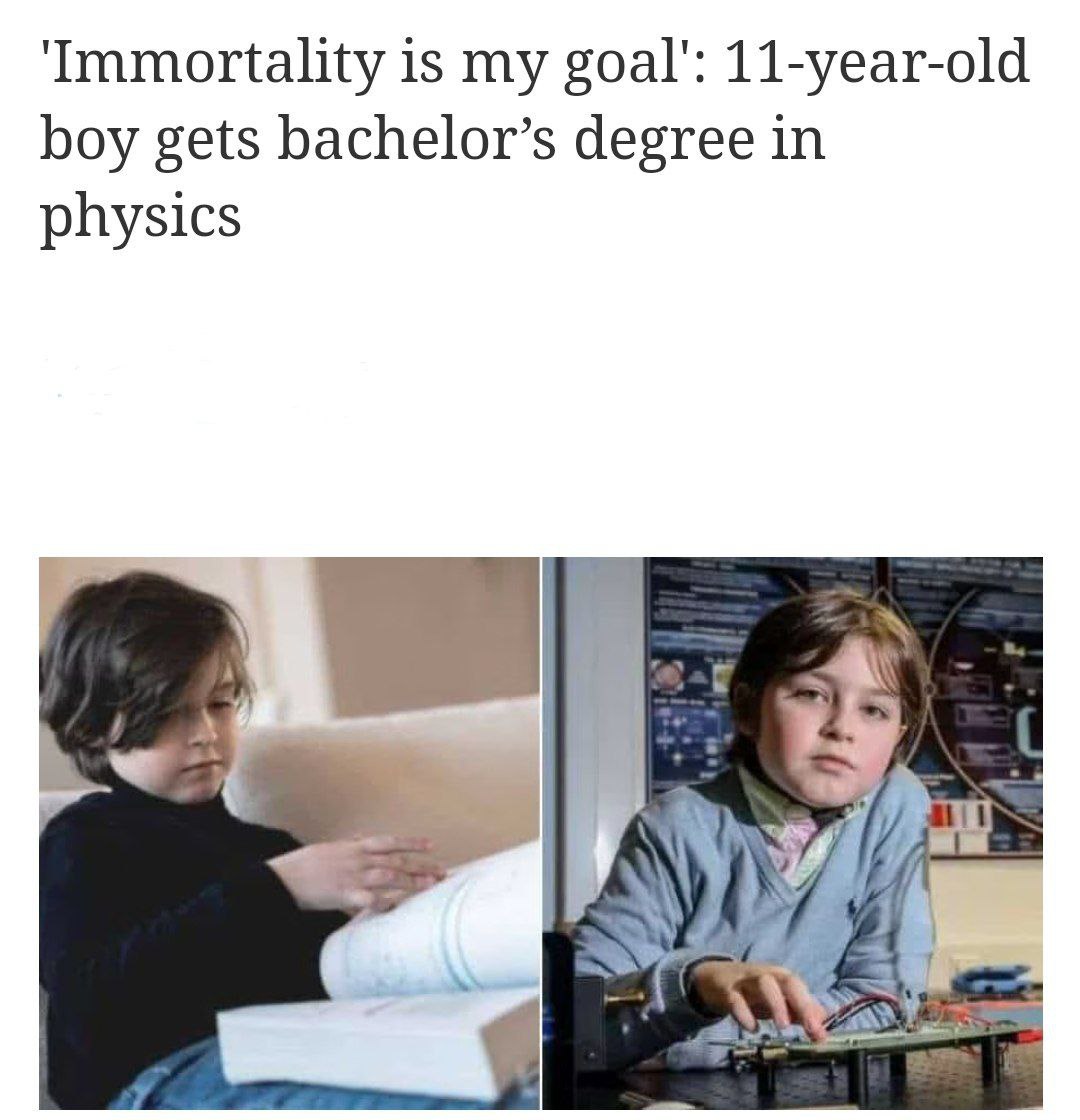 'Immortality is my goal': 11-year-old
boy gets bachelor’s degree in
physics